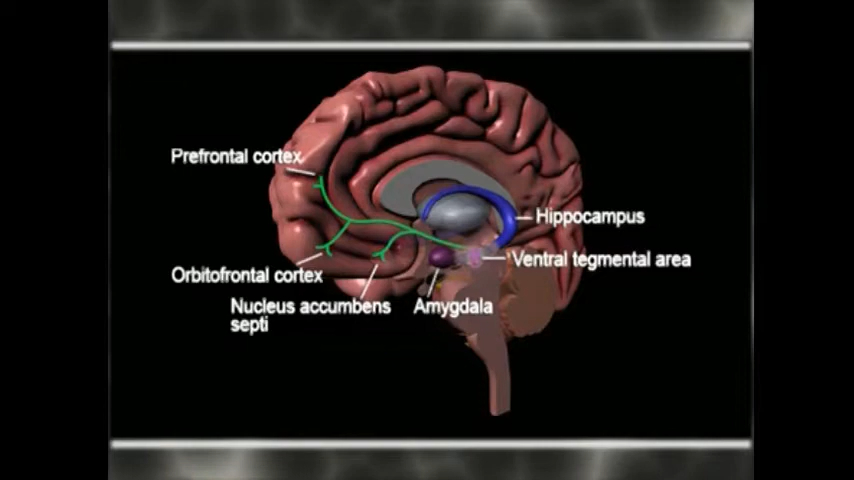 Prefrontal cortex
Hippocampus
Ventral tegmental area
Orbitofrontal cortex
Nucleus accumbens
septi
Amygdala